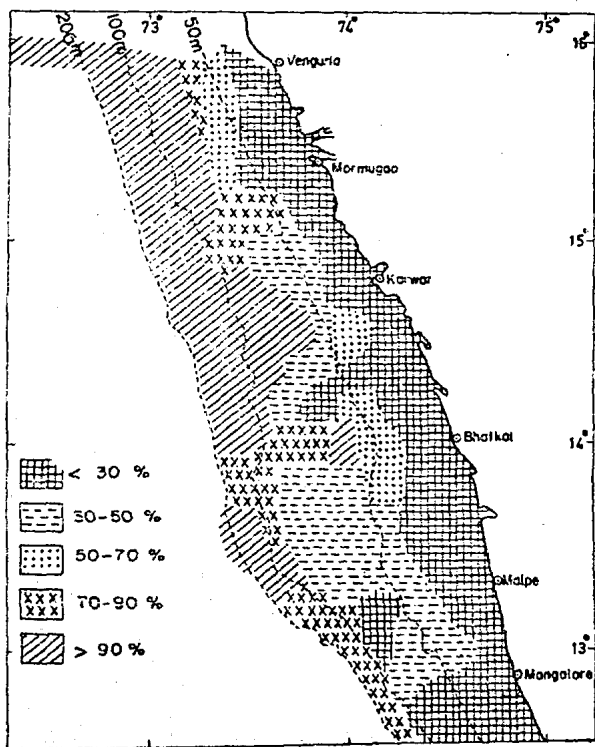 73° 74° 75°
200m 100m 50m
16°
Vengurla
Mormugao
15°
Karwar
Bhatkal
14°
< 30 %
30-50 %
50-70 %
70-90 %
> 90 %
Malpe
13°
Mangalore